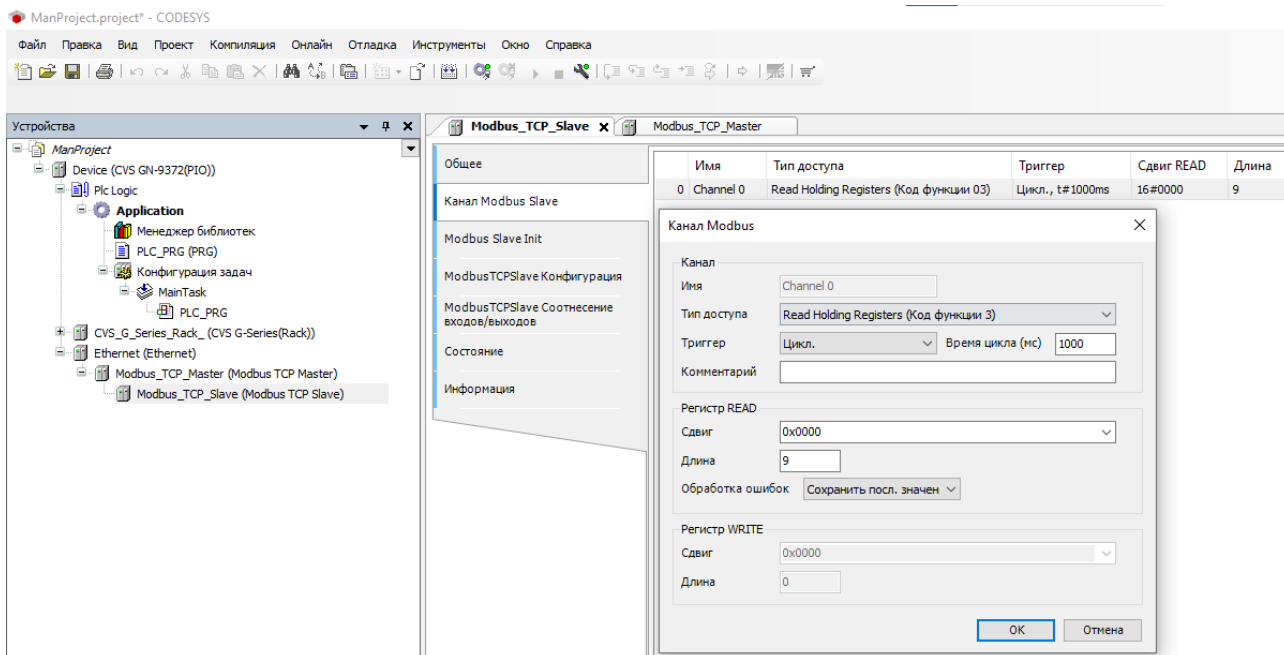 ManProject.project* - CODESYS
Файл Правка Вид Проект Компиляция Онлайн Отладка Инструменты Окно Справка
Устройства
ManProject
Device (CVS GN-9372(PIO))
Plc Logic
Application
Менеджер библиотек
PLC_PRG (PRG)
Конфигурация задач
MainTask
PLC_PRG
CVS_G_Series_Rack_ (CVS G-Series(Rack))
Ethernet (Ethernet)
Modbus_TCP_Master (Modbus TCP Master)
Modbus_TCP_Slave (Modbus TCP Slave)
Modbus_TCP_Slave Modbus_TCP_Master
Общее
Канал Modbus Slave
Modbus Slave Init
ModbusTCPSlave Конфигурация
ModbusTCPSlave Соотнесение
входов/выходов
Состояние
Информация
Имя Тип доступа Триггер Сдвиг READ Длина
0 Channel 0 Read Holding Registers (Код функции 03) Цикл., t#1000ms 16#0000 9
Канал Modbus
Канал
Имя Channel 0
Тип доступа Read Holding Registers (Код функции 3)
Триггер Цикл. Время цикла (мс) 1000
Комментарий
Регистр READ
Сдвиг 0x0000
Длина 9
Обработка ошибок Сохранить посл. значен
Регистр WRITE
Сдвиг 0x0000
Длина 0
OK Отмена